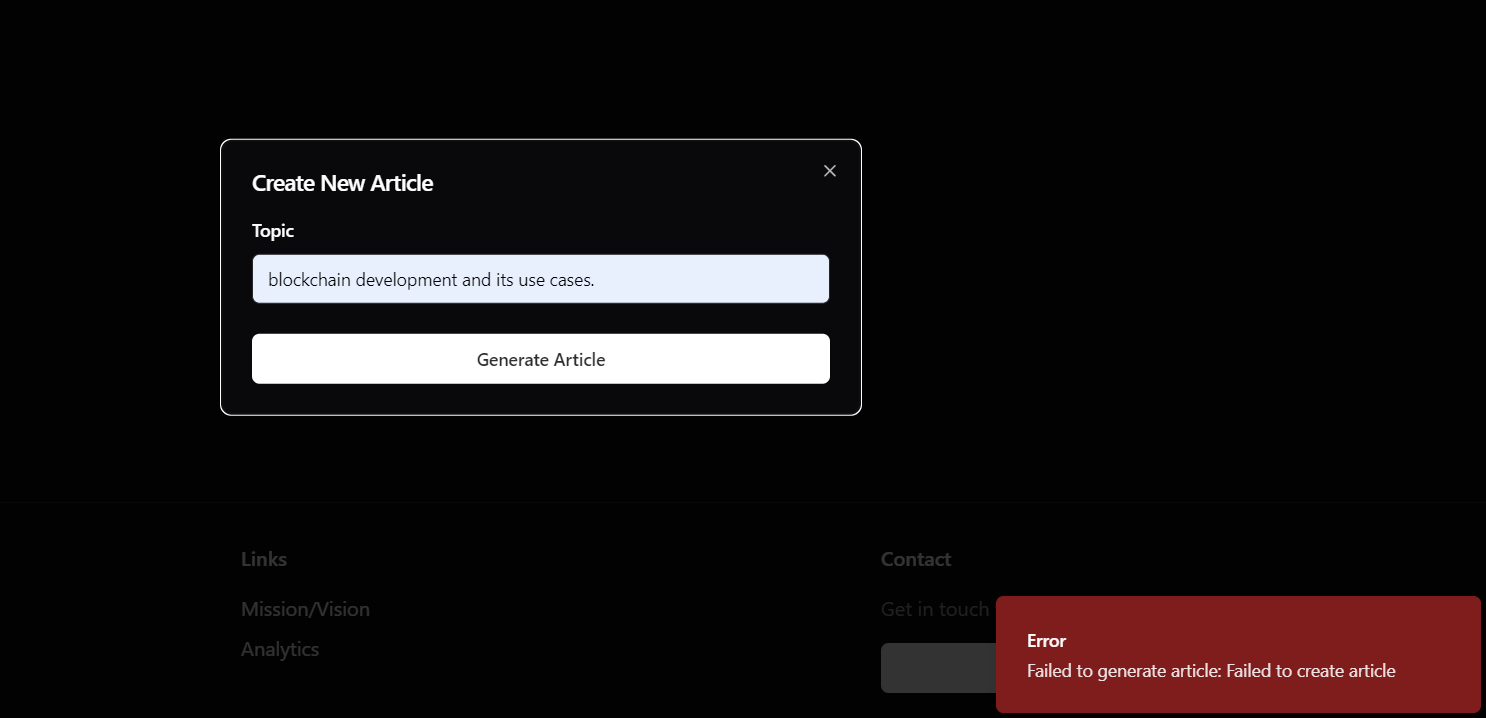 Create New Article
Topic
blockchain development and its use cases.
Generate Article
Links
Mission/Vision
Analytics
Contact
Get in touch
Error
Failed to generate article: Failed to create article